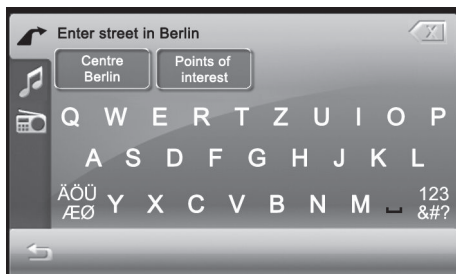 Enter street in Berlin
X
Centre
Berlin
Points of
interest
Q W E R T Z U I O P
A S D F G H J K L
ÄÖÜ
ÆØ
Y X C V B N M
123
&#?